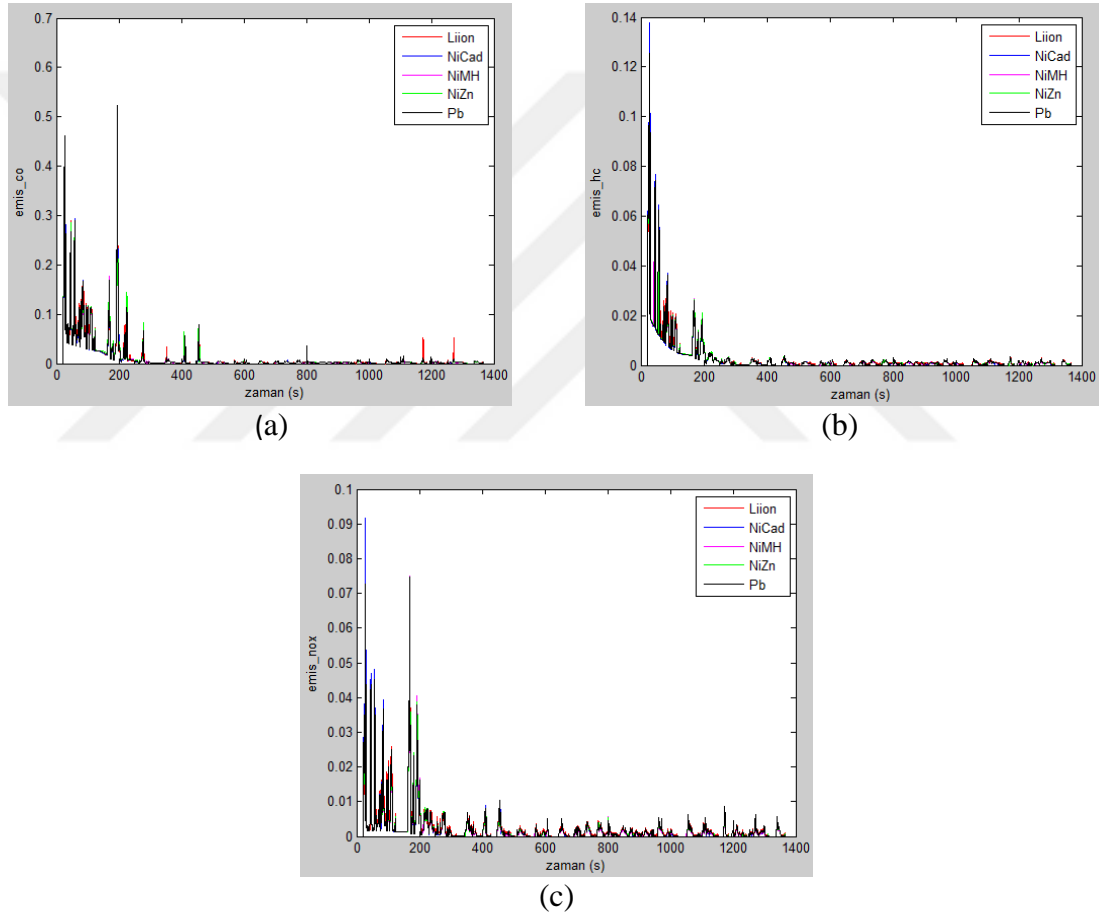 0.7
0.6
0.5
0.4
0.3
0.2
0.1
0
emis_co
0 200 400 600 800 1000 1200 1400
zaman (s)
Liion
NiCad
NiMH
NiZn
Pb
(a)
0.14
0.12
0.1
0.08
0.06
0.04
0.02
0
emis_hc
0 200 400 600 800 1000 1200 1400
zaman (s)
Liion
NiCad
NiMH
NiZn
Pb
(b)
0.1
0.09
0.08
0.07
0.06
0.05
0.04
0.03
0.02
0.01
0
emis_nox
0 200 400 600 800 1000 1200 1400
zaman (s)
Liion
NiCad
NiMH
NiZn
Pb
(c)